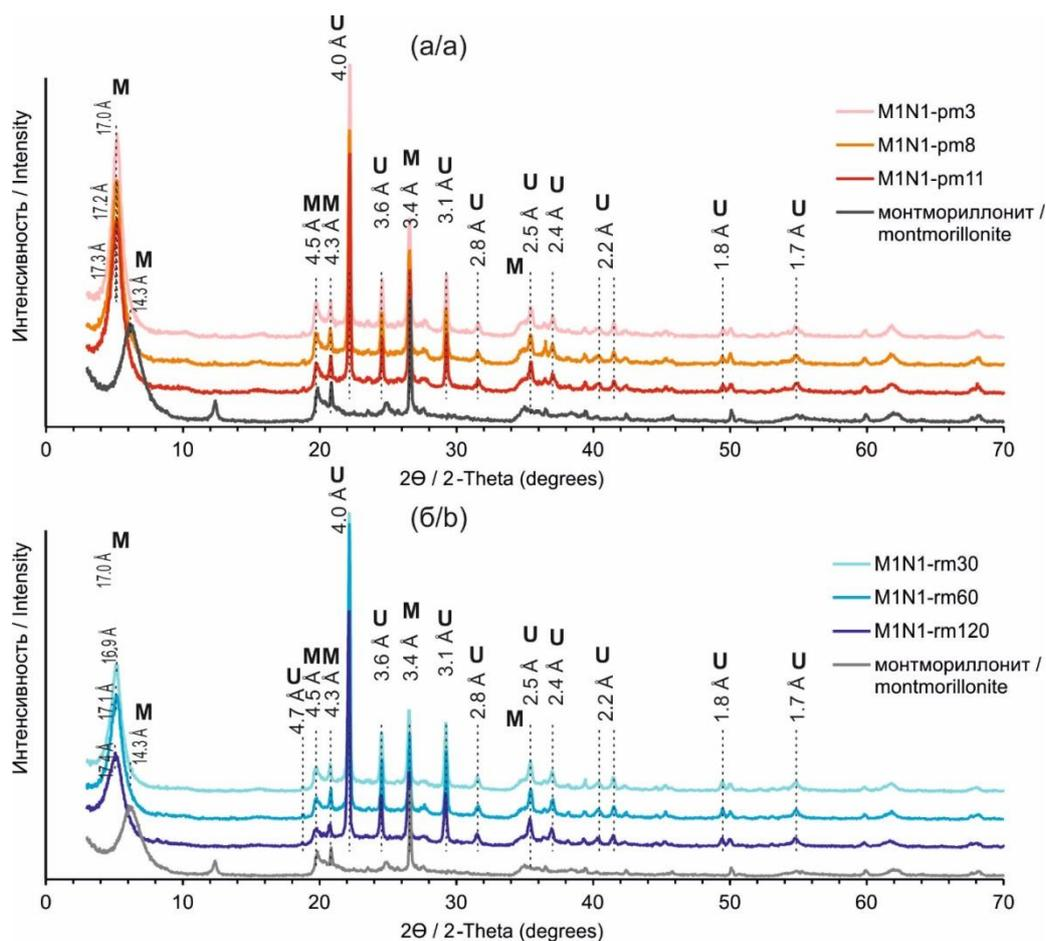 (а/a)
Интенсивность / Intensity
M
17.0 Å
17.2 Å
17.3 Å
M
14.3 Å
M
4.5 Å
M
4.3 Å
U
4.0 Å
U
3.6 Å
M
3.4 Å
U
3.1 Å
U
2.8 Å
M
U
2.5 Å
U
2.4 Å
U
2.2 Å
U
1.8 Å
U
1.7 Å
M1N1-pm3
M1N1-pm8
M1N1-pm11
монтмориллонит /
montmorillonite
0 10 20 30 40 50 60 70
2Ө / 2-Theta (degrees)
(б/b)
Интенсивность / Intensity
M
17.0 Å
16.9 Å
17.1 Å
17.4 Å
M
14.3 Å
U
4.7 Å
M
4.5 Å
M
4.3 Å
U
4.0 Å
U
3.6 Å
M
3.4 Å
U
3.1 Å
U
2.8 Å
M
U
2.5 Å
U
2.4 Å
U
2.2 Å
U
1.8 Å
U
1.7 Å
M1N1-rm30
M1N1-rm60
M1N1-rm120
монтмориллонит /
montmorillonite
0 10 20 30 40 50 60 70
2Ө / 2-Theta (degrees)